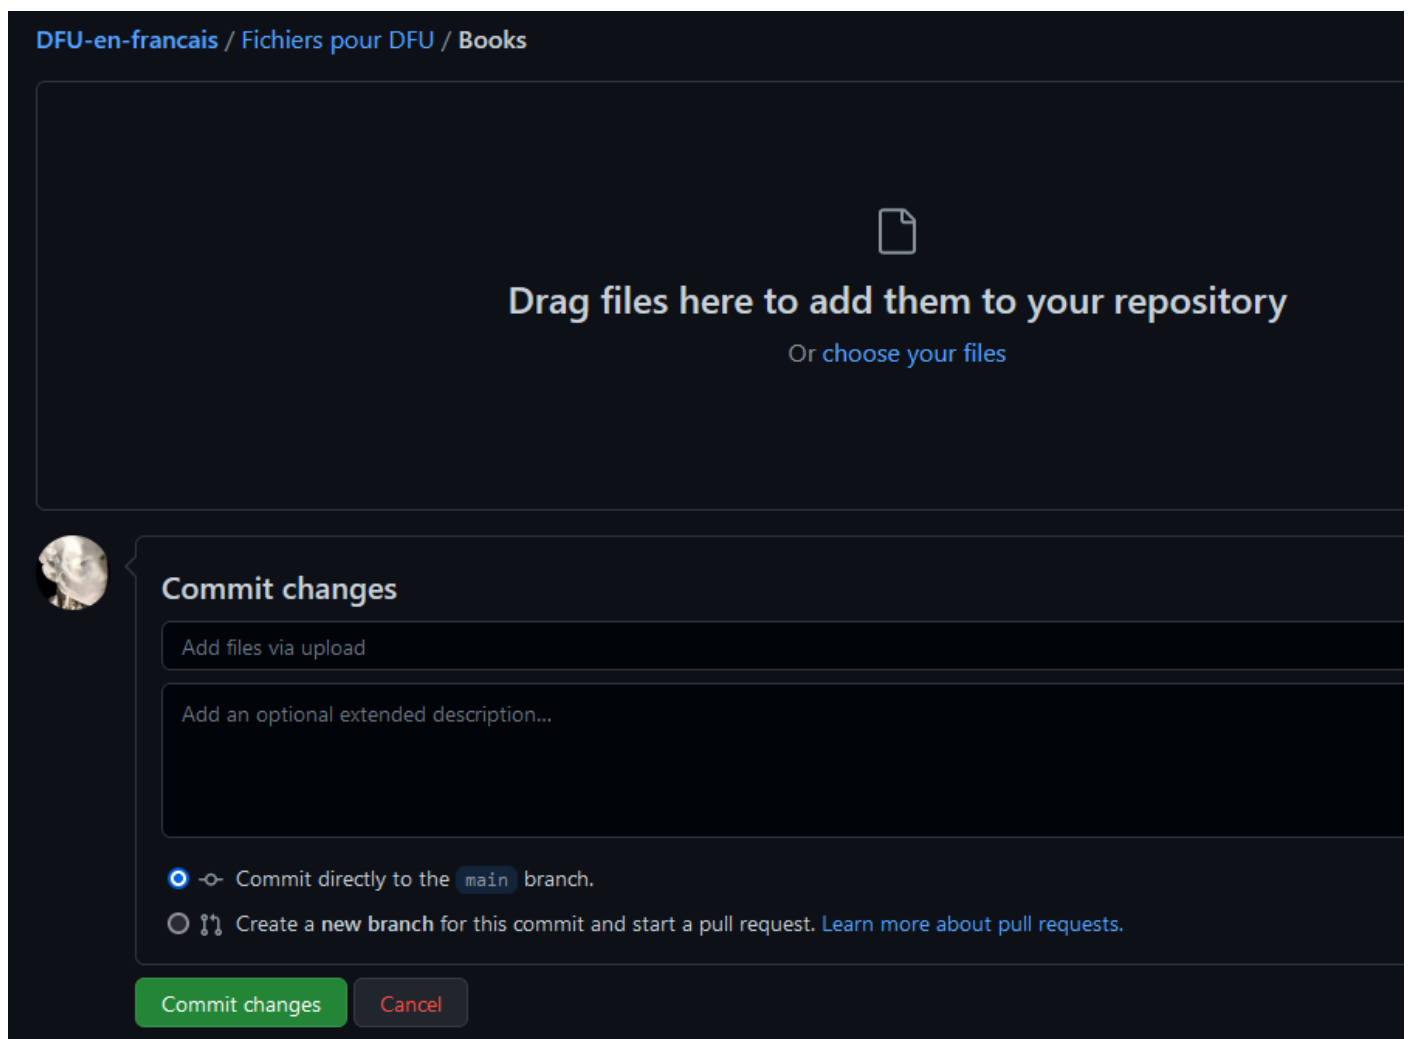 DFU-en-francais / Fichiers pour DFU / Books
Drag files here to add them to your repository
Or choose your files
Commit changes
Add files via upload
Add an optional extended description...
Commit directly to the main branch.
Create a new branch for this commit and start a pull request. Learn more about pull requests.
Commit changes Cancel